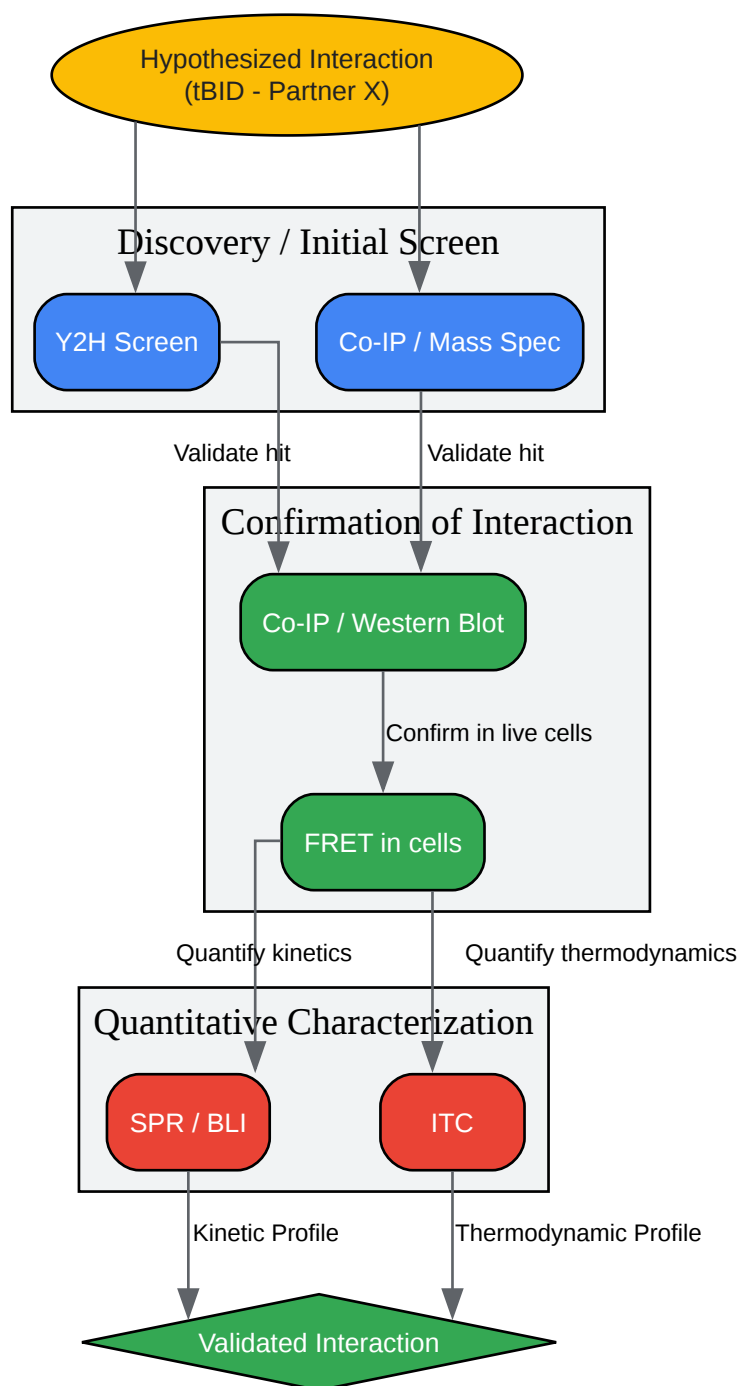 Hypothesized Interaction
(tBID - Partner X)
Discovery / Initial Screen
Y2H Screen
Co-IP / Mass Spec
Validate hit
Validate hit
Confirmation of Interaction
Co-IP / Western Blot
Confirm in live cells
FRET in cells
Quantify kinetics
Quantify thermodynamics
Quantitative Characterization
SPR / BLI
ITC
Kinetic Profile
Thermodynamic Profile
Validated Interaction